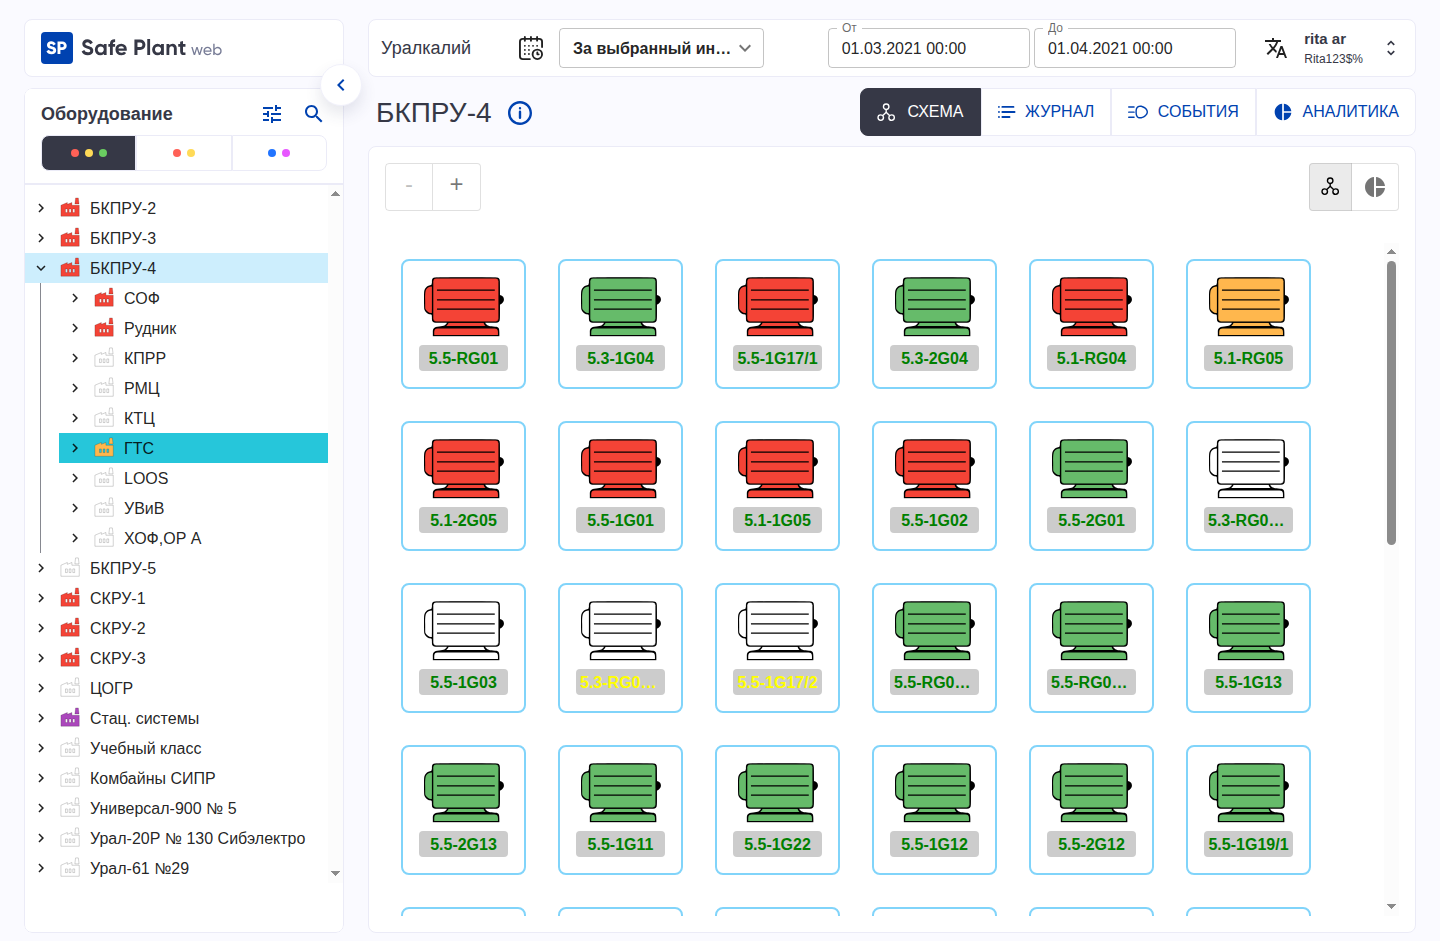 SP Safe Plant web
Уралкалий
За выбранный ин...
От
01.03.2021 00:00
До
01.04.2021 00:00
rita ar
Rita123$%
Оборудование
БКПРУ-2
БКПРУ-3
БКПРУ-4
СОФ
Рудник
КПРР
РМЦ
КТЦ
ГТС
LOOS
УВиВ
ХОФ,ОР А
БКПРУ-5
СКРУ-1
СКРУ-2
СКРУ-3
ЦОГР
Стац. системы
Учебный класс
Комбайны СИПР
Универсал-900 № 5
Урал-20Р № 130 Сибэлектро
Урал-61 №29
БКПРУ-4
СХЕМА ЖУРНАЛ СОБЫТИЯ АНАЛИТИКА
- +
5.5-RG01 5.3-1G04 5.5-1G17/1 5.3-2G04 5.1-RG04 5.1-RG05
5.1-2G05 5.5-1G01 5.1-1G05 5.5-1G02 5.5-2G01 5.3-RG0...
5.5-1G03 5.3-RG0... 5.5-1G17/2 5.5-RG0... 5.5-RG0... 5.5-1G13
5.5-2G13 5.5-1G11 5.5-1G22 5.5-1G12 5.5-2G12 5.5-1G19/1